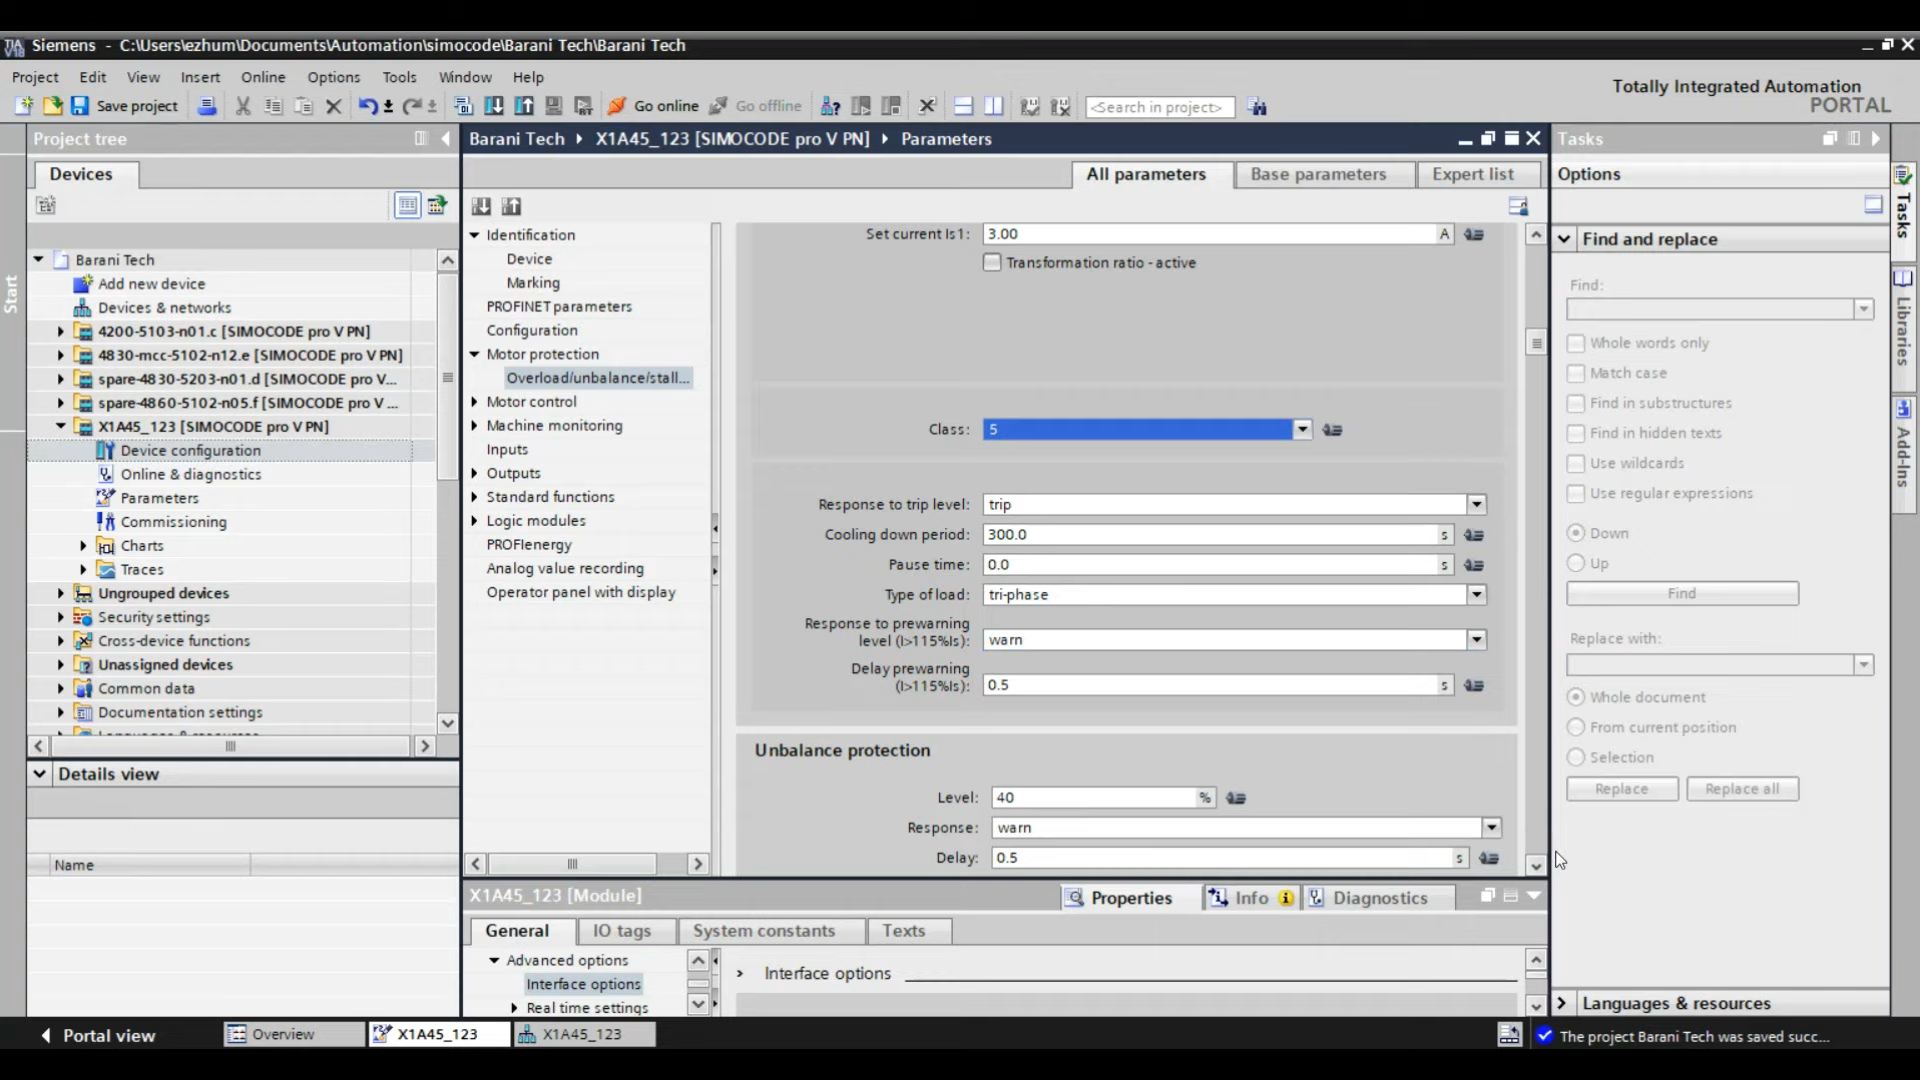 Siemens - C:\Users\ezhum\Documents\Automation\simocode\Barani Tech\Barani Tech
Project Edit View Insert Online Options Tools Window Help
Totally Integrated Automation
PORTAL
Save project
Go online
Go offline
<Search in project>
Project tree
Devices
Start
Barani Tech
Add new device
Devices & networks
4200-5103-n01.c [SIMOCODE pro V PN]
4830-mcc-5102-n12.e [SIMOCODE pro V PN]
spare-4830-5203-n01.d [SIMOCODE pro V...
spare-4860-5102-n05.f [SIMOCODE pro V ...
X1A45_123 [SIMOCODE pro V PN]
Device configuration
Online & diagnostics
Parameters
Commissioning
Charts
Traces
Ungrouped devices
Security settings
Cross-device functions
Unassigned devices
Common data
Documentation settings
Details view
Name
Barani Tech X1A45_123 [SIMOCODE pro V PN] Parameters
All parameters
Base parameters
Expert list
Identification
Device
Marking
PROFINET parameters
Configuration
Motor protection
Overload/unbalance/stall...
Motor control
Machine monitoring
Inputs
Outputs
Standard functions
Logic modules
PROFIenergy
Analog value recording
Operator panel with display
Set current Is1: 3.00 A
Transformation ratio - active
Class: 5
Response to trip level: trip
Cooling down period: 300.0 s
Pause time: 0.0 s
Type of load: tri-phase
Response to prewarning
level (I>115%Is): warn
Delay prewarning
(I>115%Is): 0.5 s
Unbalance protection
Level: 40 %
Response: warn
Delay: 0.5 s
X1A45_123 [Module]
Properties
Info
Diagnostics
General
IO tags
System constants
Texts
Advanced options
Interface options
Real time settings
Interface options
Tasks
Options
Find and replace
Find:
Whole words only
Match case
Find in substructures
Find in hidden texts
Use wildcards
Use regular expressions
Down
Up
Find
Replace with:
Whole document
From current position
Selection
Replace
Replace all
Languages & resources
Tasks
Libraries
Add-Ins
Portal view
Overview
X1A45_123
X1A45_123
The project Barani Tech was saved succ...